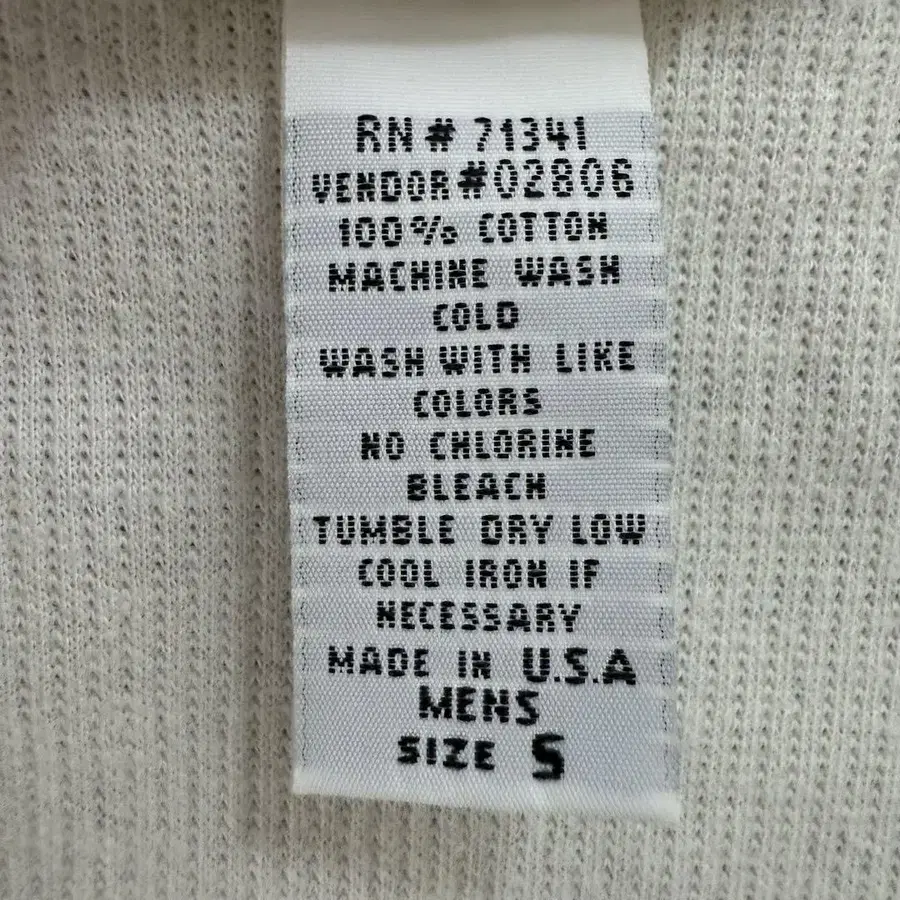 RN # 71341
VENDOR #02806
100% COTTON
MACHINE WASH
COLD
WASH WITH LIKE
COLORS
NO CHLORINE
BLEACH
TUMBLE DRY LOW
COOL IRON IF
NECESSARY
MADE IN U.S.A
MENS
SIZE S